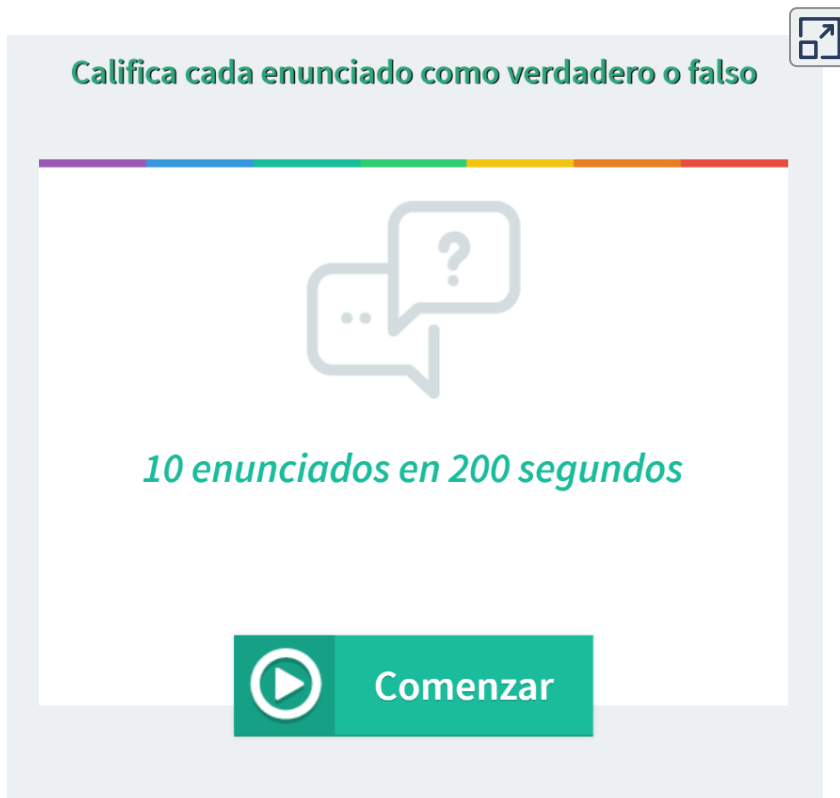 Califica cada enunciado como verdadero o falso
?
10 enunciados en 200 segundos
Comenzar